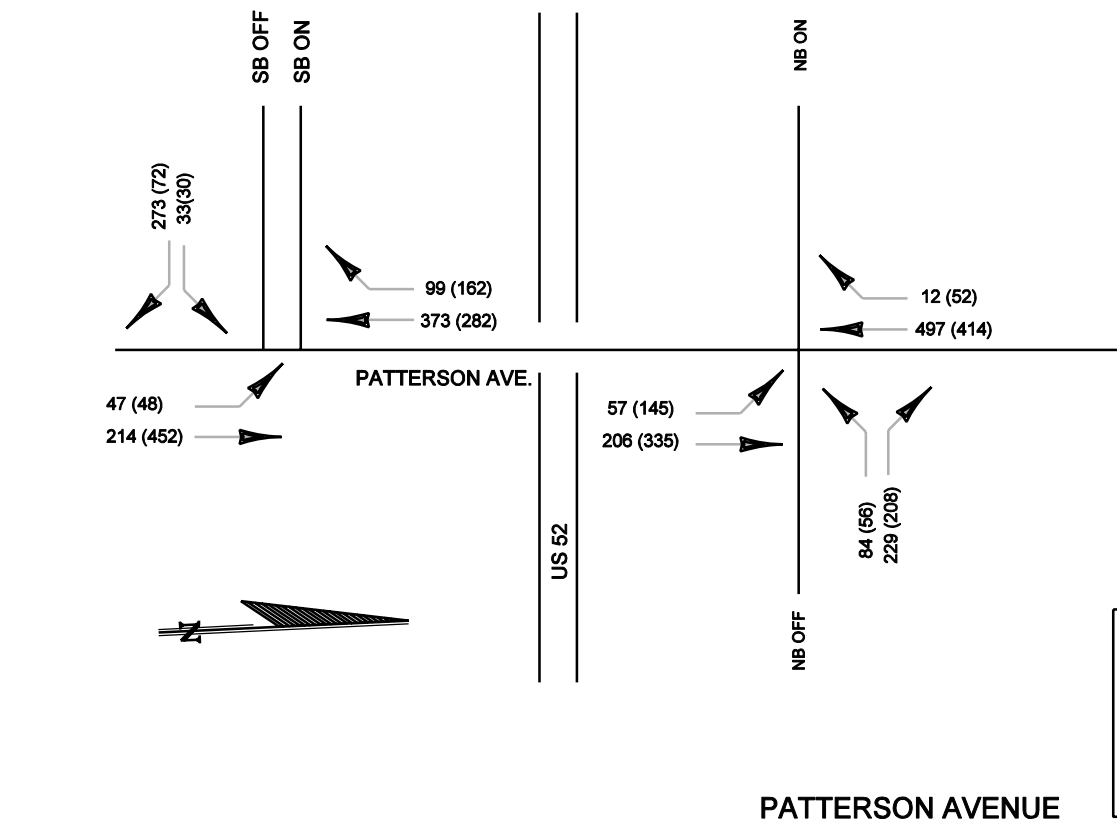 SB OFF
SB ON
NB ON
273 (72)
33(30)
99 (162)
373 (282)
12 (52)
497 (414)
PATTERSON AVE.
47 (48)
214 (452)
57 (145)
206 (335)
84 (56)
229 (208)
US 52
N
NB OFF
PATTERSON AVENUE